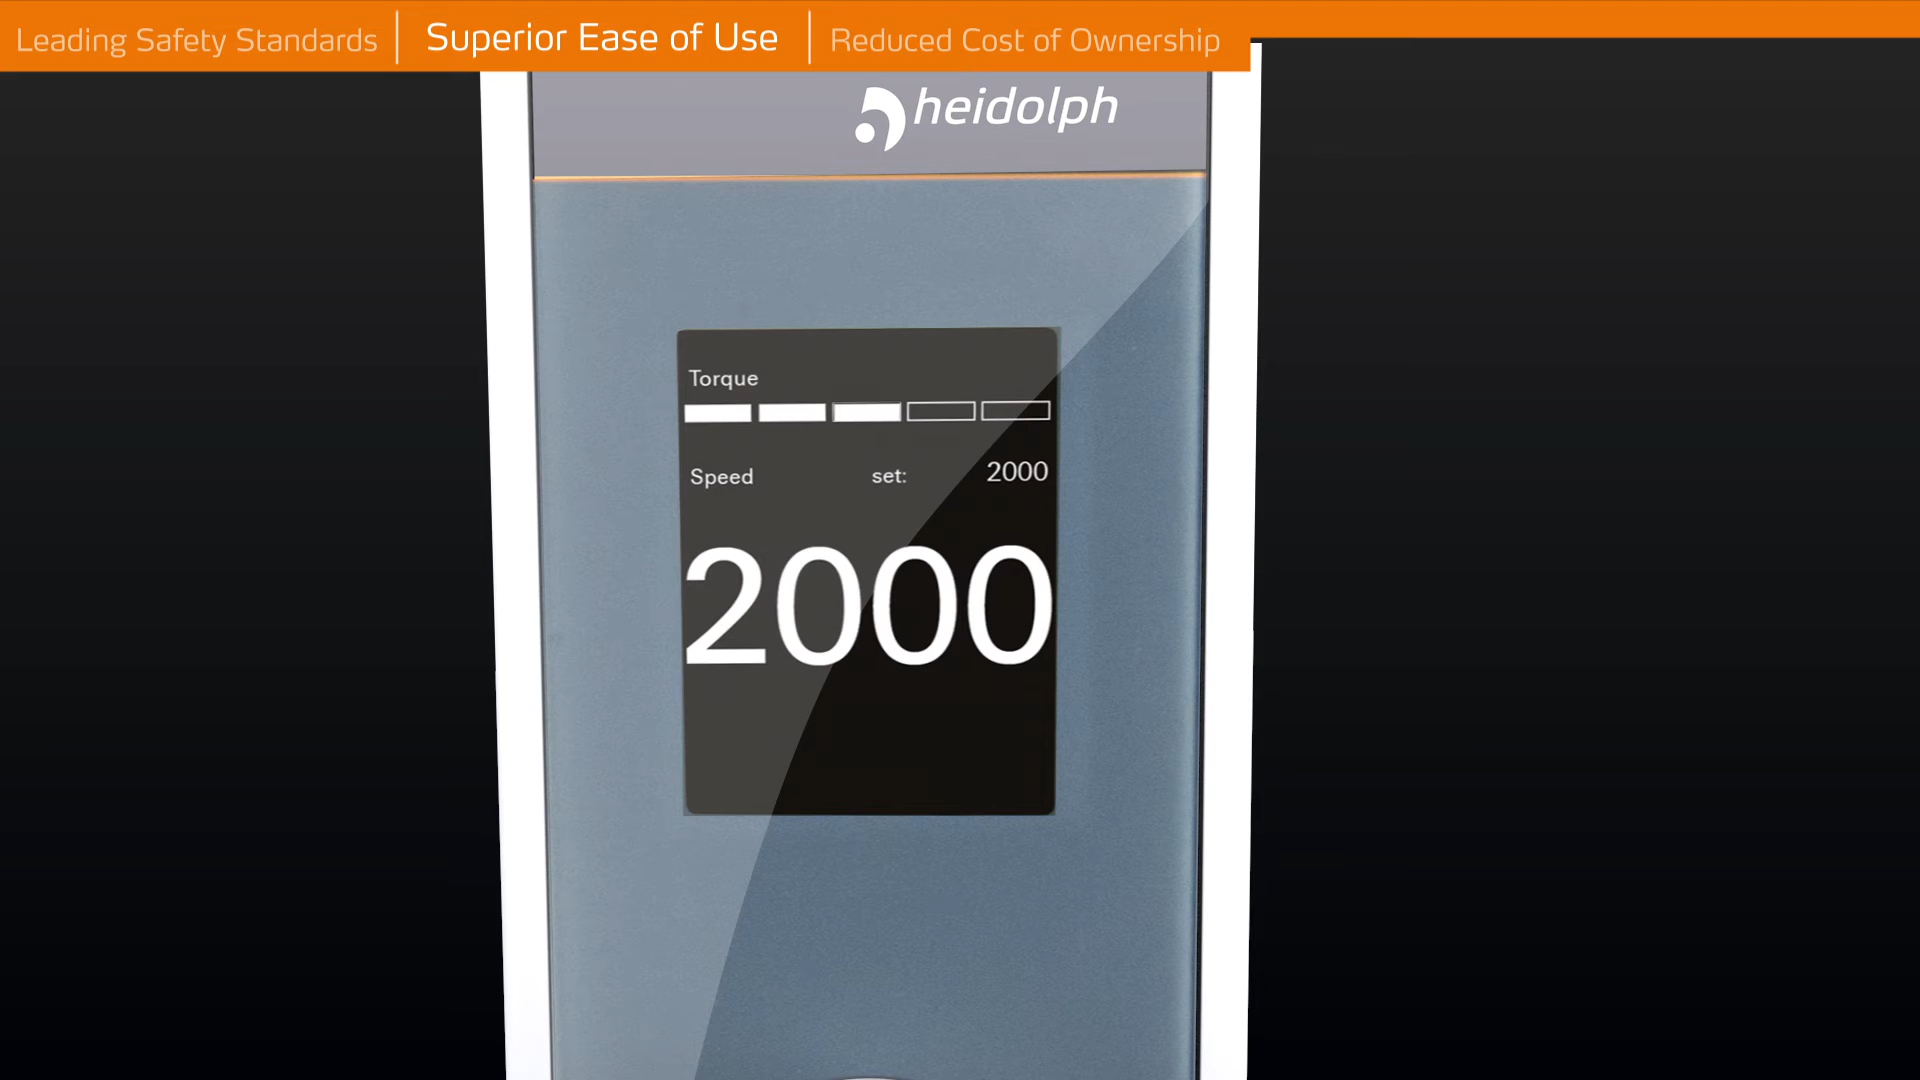 Leading Safety Standards | Superior Ease of Use | Reduced Cost of Ownership
heidolph
Torque
Speed set: 2000
2000